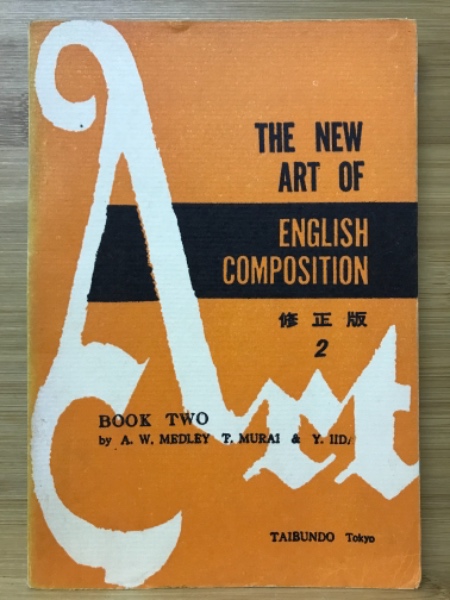 Art
THE NEW
ART OF
ENGLISH
COMPOSITION
修正版
2
BOOK TWO
by A. W. MEDLEY T. MURAI & Y. IIDA
TAIBUNDO Tokyo